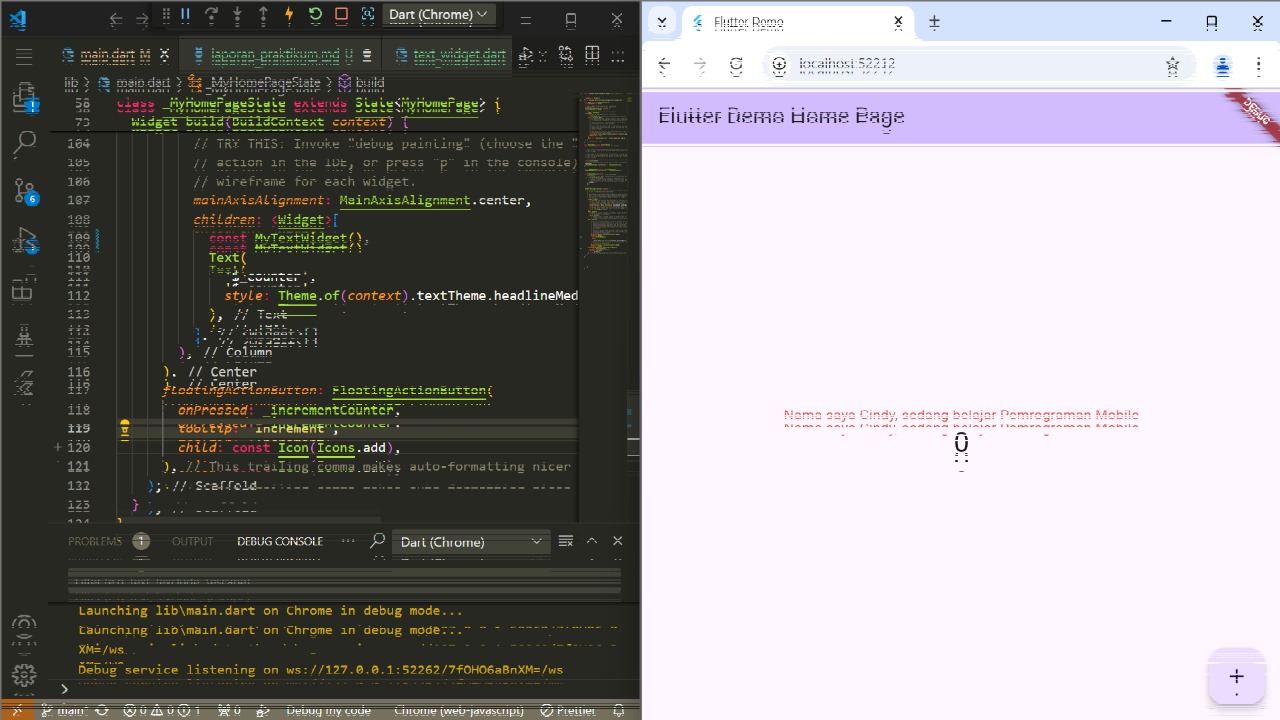 Dart (Chrome)
main.dart M
laporan_praktikum.md U
text_widget.dart
lib > main.dart > _MyHomePageState > build
58 class _MyHomePageState extends State<MyHomePage> {
73 Widget build(BuildContext context) {
104 // TRY THIS: Invoke "debug painting" (choose the "
105 // action in the IDE, or press "p" in the console)
106 // wireframe for each widget.
107 mainAxisAlignment: MainAxisAlignment.center,
108 children: <Widget>[
109 const MyTextWidget(),
110 Text(
111 '$_counter',
112 style: Theme.of(context).textTheme.headlineMed
113 ), // Text
], // <Widget>[]
115 ), // Column
116 ), // Center
117 floatingActionButton: FloatingActionButton(
118 onPressed: _incrementCounter,
119 tooltip: 'Increment',
120 child: const Icon(Icons.add),
121 ), // This trailing comma makes auto-formatting nicer
); // Scaffold
}
PROBLEMS 1 OUTPUT DEBUG CONSOLE ... Dart (Chrome)
Launching lib\main.dart on Chrome in debug mode...
Launching lib\main.dart on Chrome in debug mode...
XM=/ws
Debug service listening on ws://127.0.0.1:52262/7fOHO6aBnXM=/ws
main* 0 0 1 0 Debug my code Chrome (web-javascript) Prettier
Flutter Demo
localhost:52212
Flutter Demo Home Page
DEBUG
Nama saya Cindy, sedang belajar Pemrograman Mobile
0
+